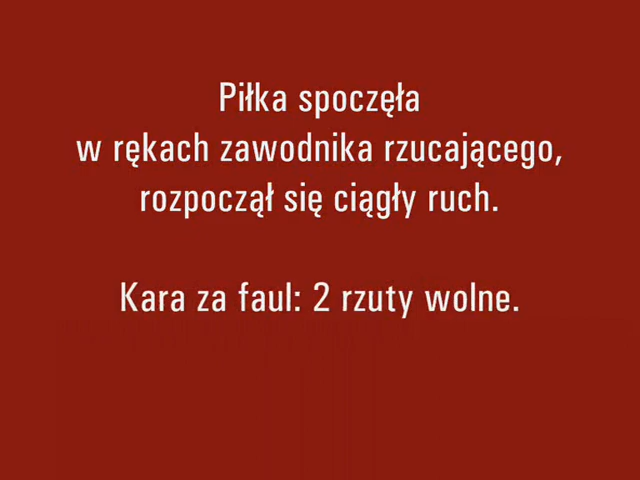 Piłka spoczęła
w rękach zawodnika rzucającego,
rozpoczął się ciągły ruch.
Kara za faul: 2 rzuty wolne.